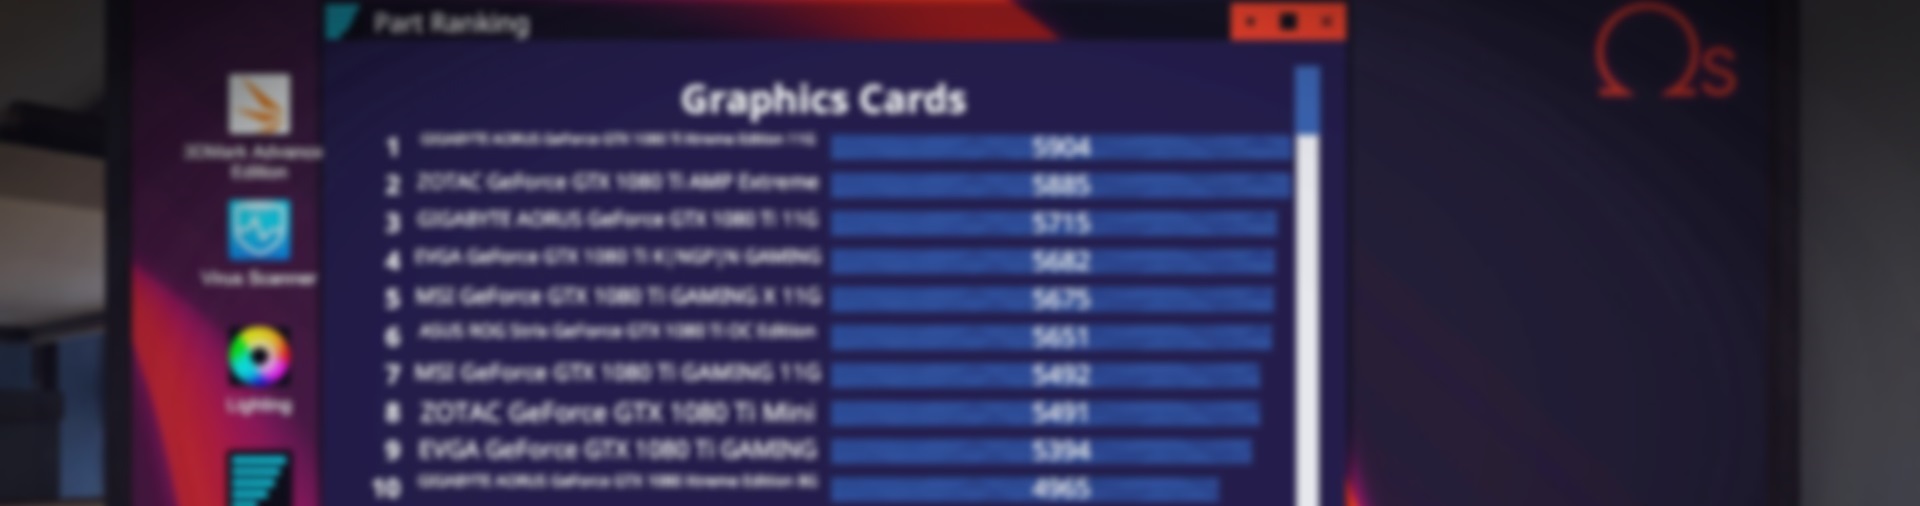 Part Ranking
Graphics Cards
3DMark Advance
Edition
Virus Scanner
Lighting
S
1 GIGABYTE AORUS GeForce GTX 1080 Ti Xtreme Edition 11G 5904
2 ZOTAC GeForce GTX 1080 Ti AMP Extreme 5885
3 GIGABYTE AORUS GeForce GTX 1080 Ti 11G 5715
4 EVGA GeForce GTX 1080 Ti K|NGP|N GAMING 5682
5 MSI GeForce GTX 1080 Ti GAMING X 11G 5675
6 ASUS ROG Strix GeForce GTX 1080 Ti OC Edition 5651
7 MSI GeForce GTX 1080 Ti GAMING 11G 5492
8 ZOTAC GeForce GTX 1080 Ti Mini 5491
9 EVGA GeForce GTX 1080 Ti GAMING 5394
10 GIGABYTE AORUS GeForce GTX 1080 Xtreme Edition 8G 4965